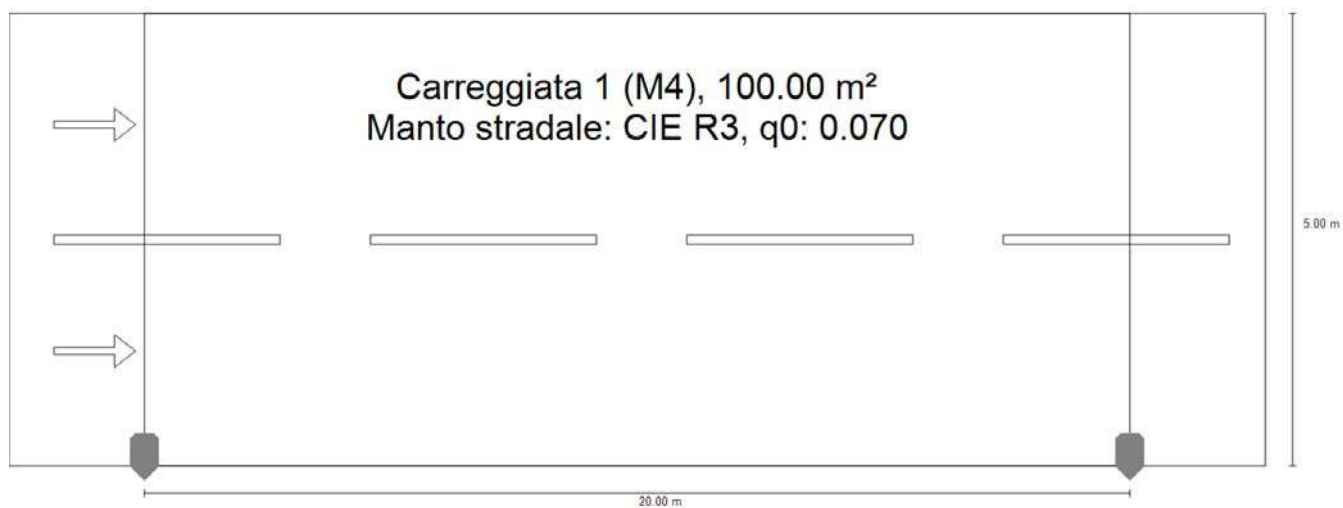 Carreggiata 1 (M4), 100.00 m²
Manto stradale: CIE R3, q0: 0.070
5.00 m
20.00 m